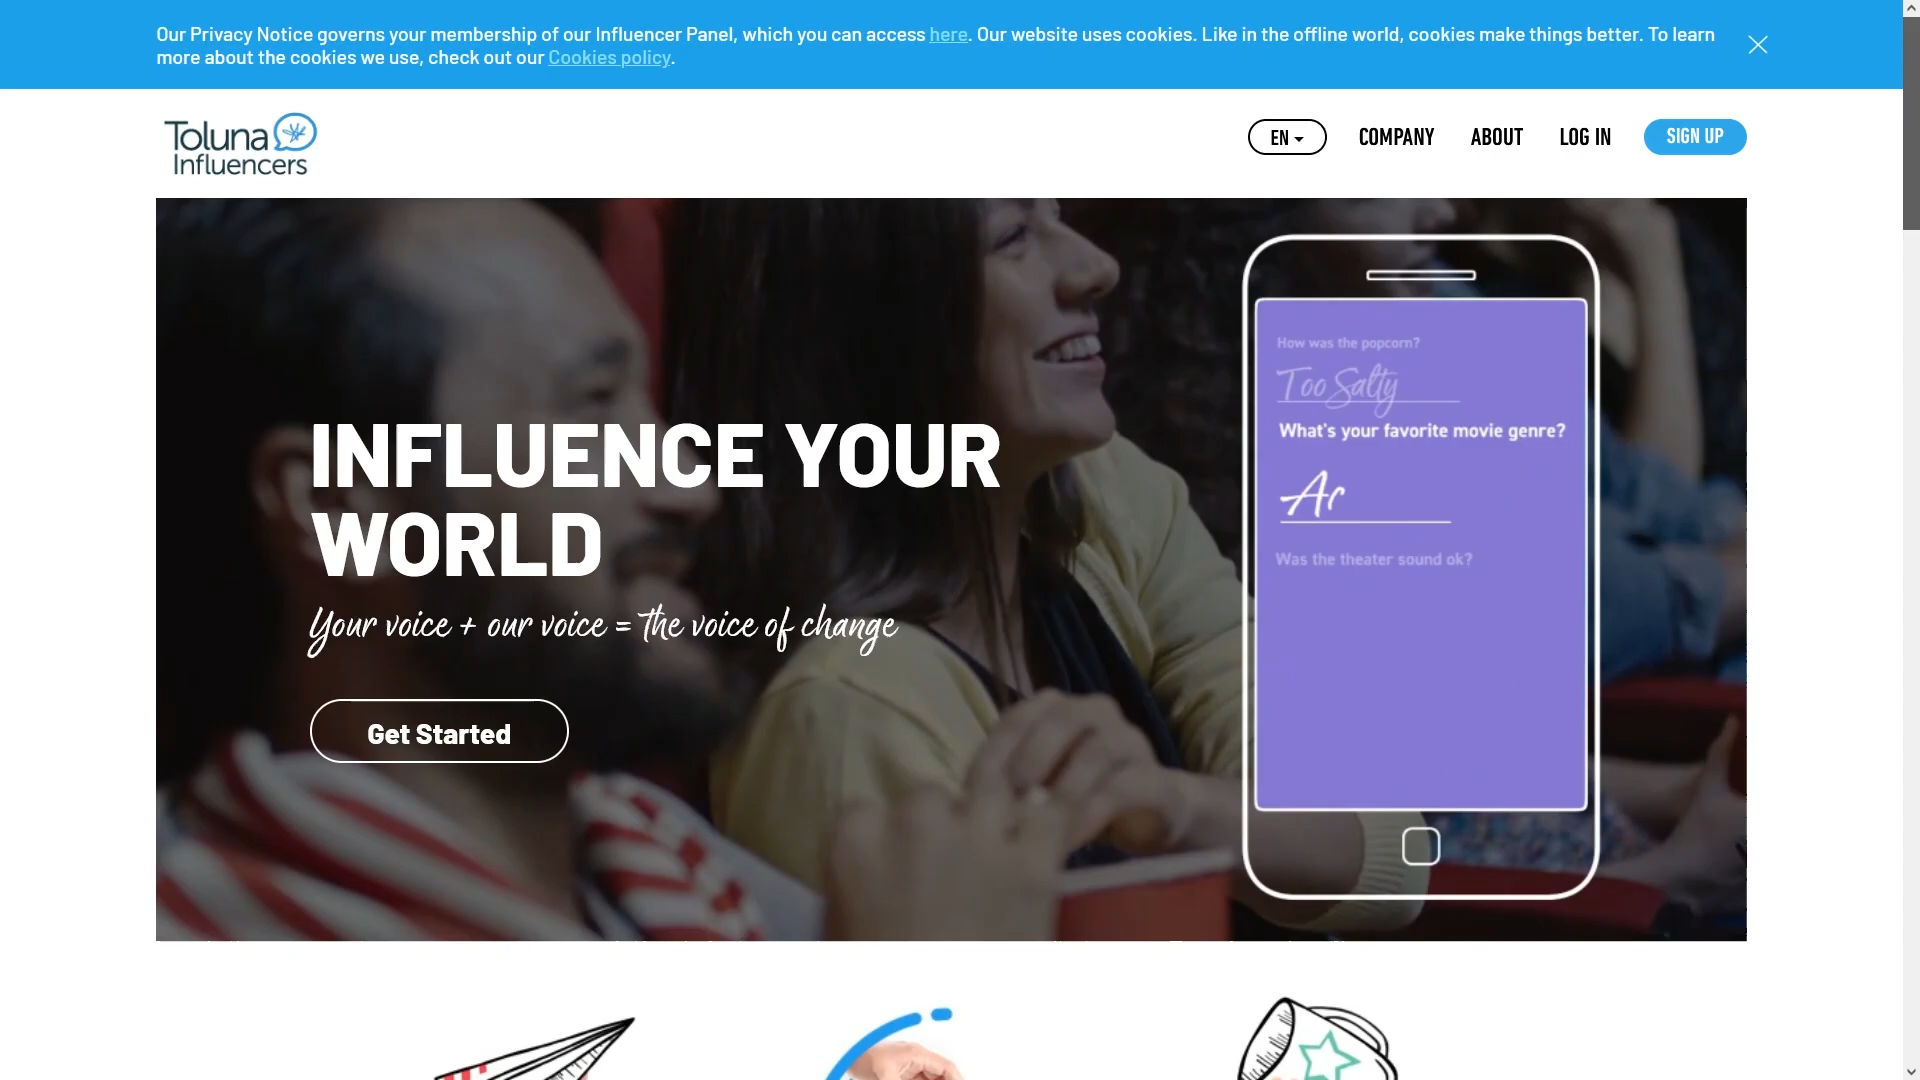 Our Privacy Notice governs your membership of our Influencer Panel, which you can access here. Our website uses cookies. Like in the offline world, cookies make things better. To learn
more about the cookies we use, check out our Cookies policy.
Toluna
Influencers
EN
COMPANY
ABOUT
LOG IN
SIGN UP
INFLUENCE YOUR
WORLD
Your voice + our voice = the voice of change
Get Started
How was the popcorn?
Too Salty
What's your favorite movie genre?
Ar
Was the theater sound ok?